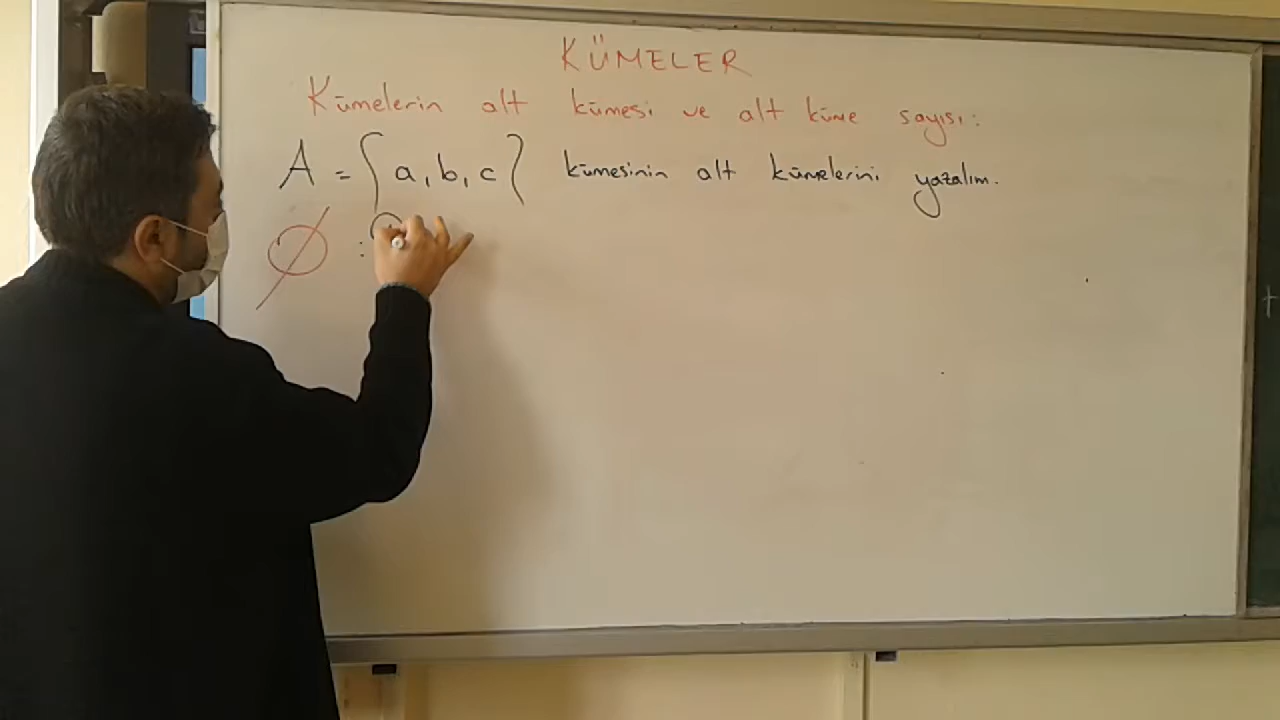 KÜMELER
Kümelerin alt kümesi ve alt küme sayısı:
A = {a, b, c} kümesinin alt kümelerini yazalım.
∅ :